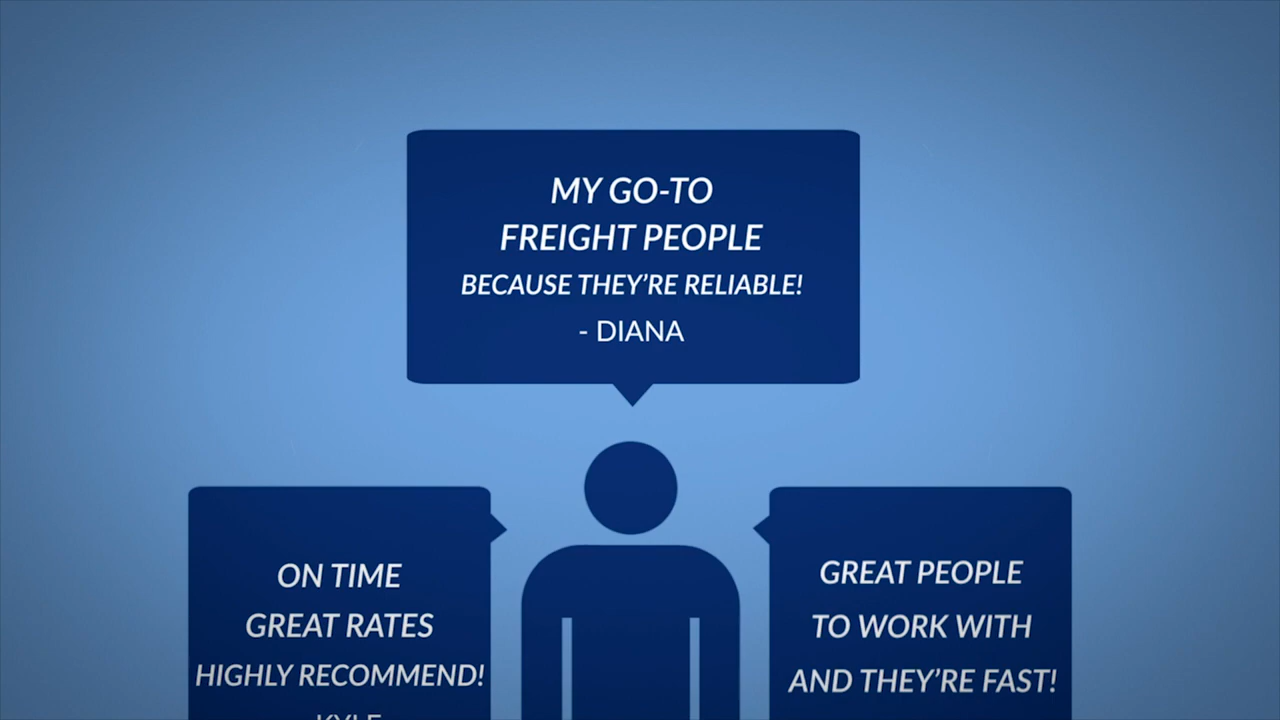 MY GO-TO
FREIGHT PEOPLE
BECAUSE THEY'RE RELIABLE!
- DIANA
ON TIME
GREAT RATES
HIGHLY RECOMMEND!
- KYLE
GREAT PEOPLE
TO WORK WITH
AND THEY'RE FAST!